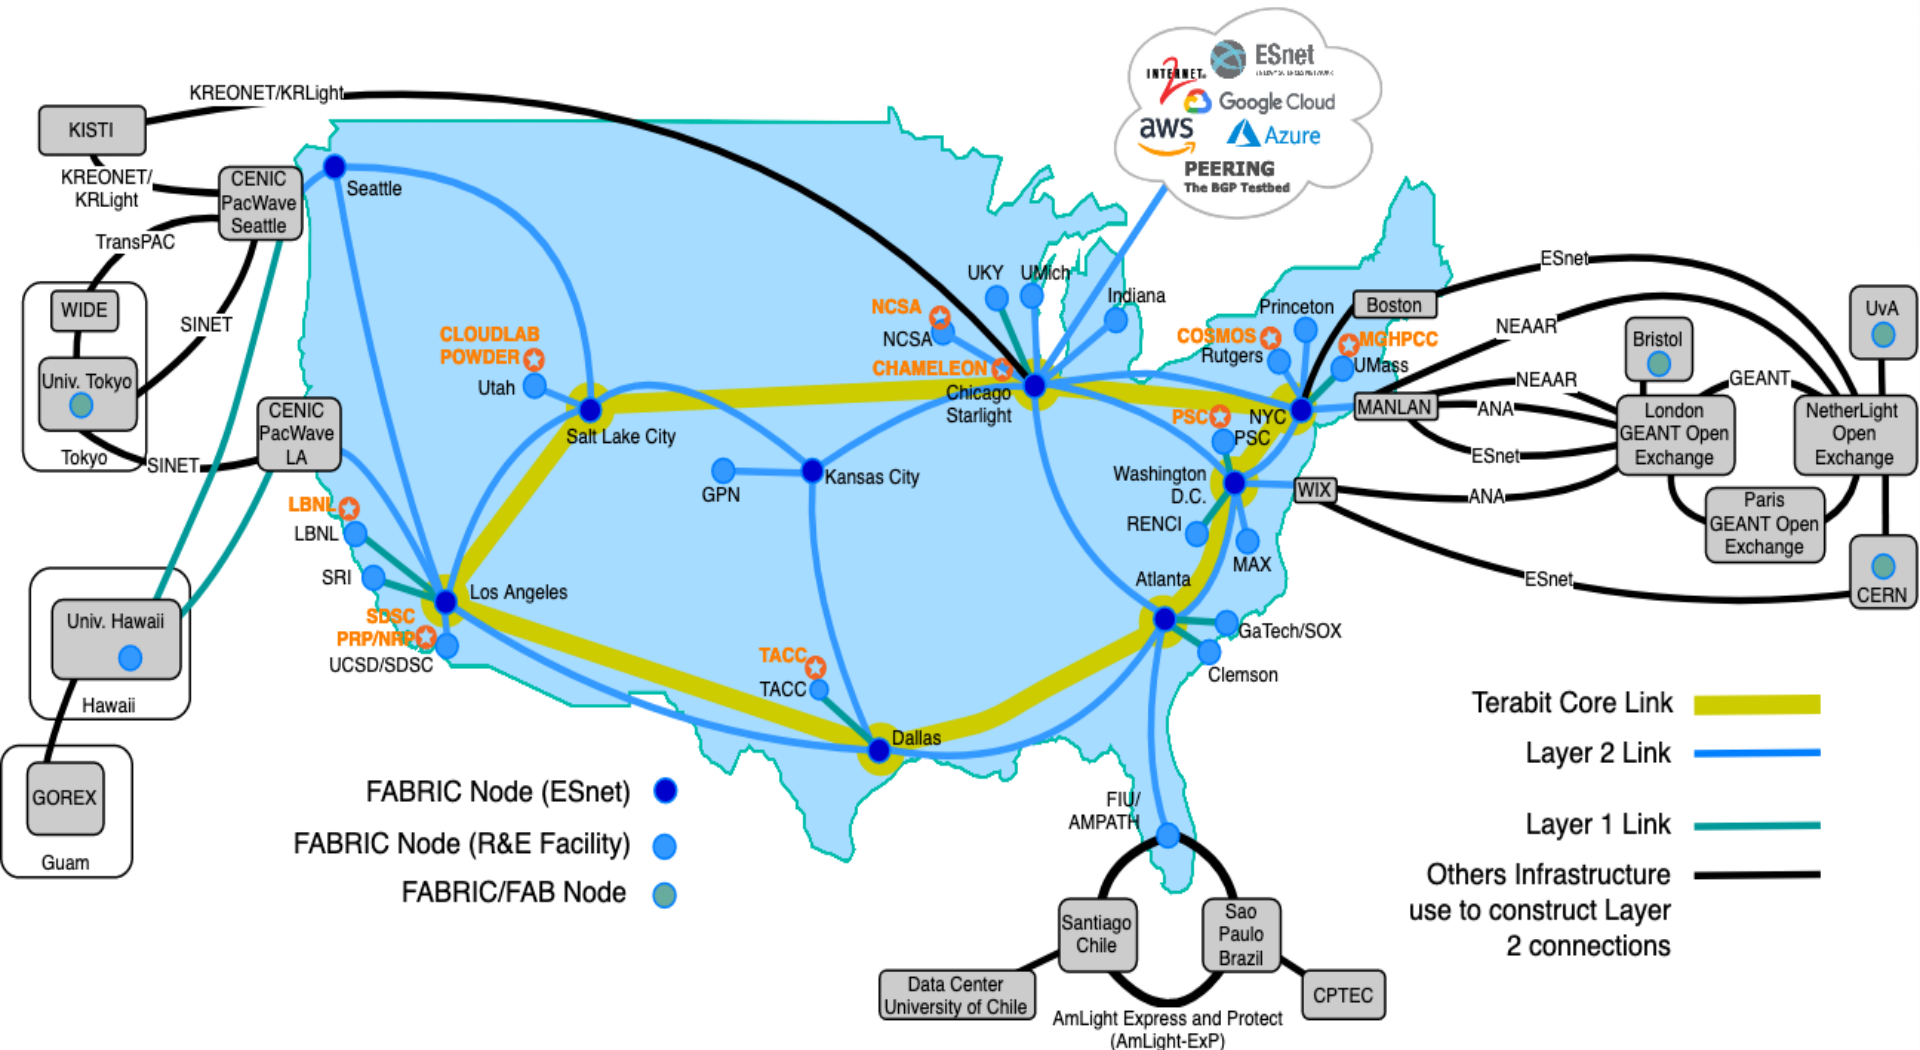 INTERNET
2
ESnet
Google Cloud
aws
Azure
PEERING
The BGP Testbed
KREONET/KRLight
KISTI
KREONET/
KRLight
CENIC
PacWave
Seattle
Seattle
TransPAC
WIDE
SINET
Univ. Tokyo
Tokyo
SINET
CENIC
PacWave
LA
CLOUDLAB
POWDER
Utah
Salt Lake City
NCSA
NCSA
UKY
UMich
Indiana
CHAMELEON
Chicago
Starlight
Princeton
COSMOS
Rutgers
MGHPCC
UMass
Boston
ESnet
NEAAR
NEAAR
MANLAN
ANA
ESnet
ANA
WIX
ESnet
Bristol
GEANT
London
GEANT Open
Exchange
UvA
NetherLight
Open
Exchange
Paris
GEANT Open
Exchange
CERN
PSC
NYC
PSC
Washington
D.C.
RENCI
MAX
GPN
Kansas City
LBNL
LBNL
SRI
Los Angeles
SDSC
PRP/NRP
UCSD/SDSC
Atlanta
GaTech/SOX
Clemson
TACC
TACC
Dallas
Univ. Hawaii
Hawaii
GOREX
Guam
FABRIC Node (ESnet)
FABRIC Node (R&E Facility)
FABRIC/FAB Node
Terabit Core Link
Layer 2 Link
Layer 1 Link
Others Infrastructure
use to construct Layer
2 connections
FIU/
AMPATH
Santiago
Chile
Sao
Paulo
Brazil
Data Center
University of Chile
CPTEC
AmLight Express and Protect
(AmLight-ExP)